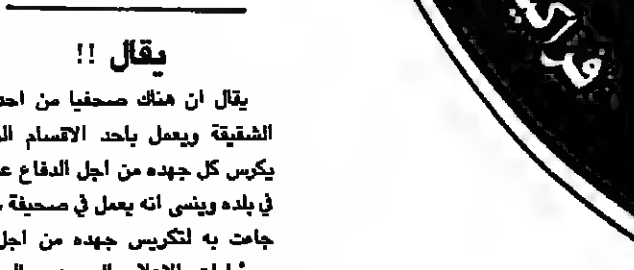 يقال !!
يقال ان هناك صحفيا من احد
الشقيقة ويعمل باحد الاقسام
يكرس كل جهده من اجل الدفاع
في بلده وينسى انه يعمل في صحيفة
جاءت به لتكريس جهده من اجل